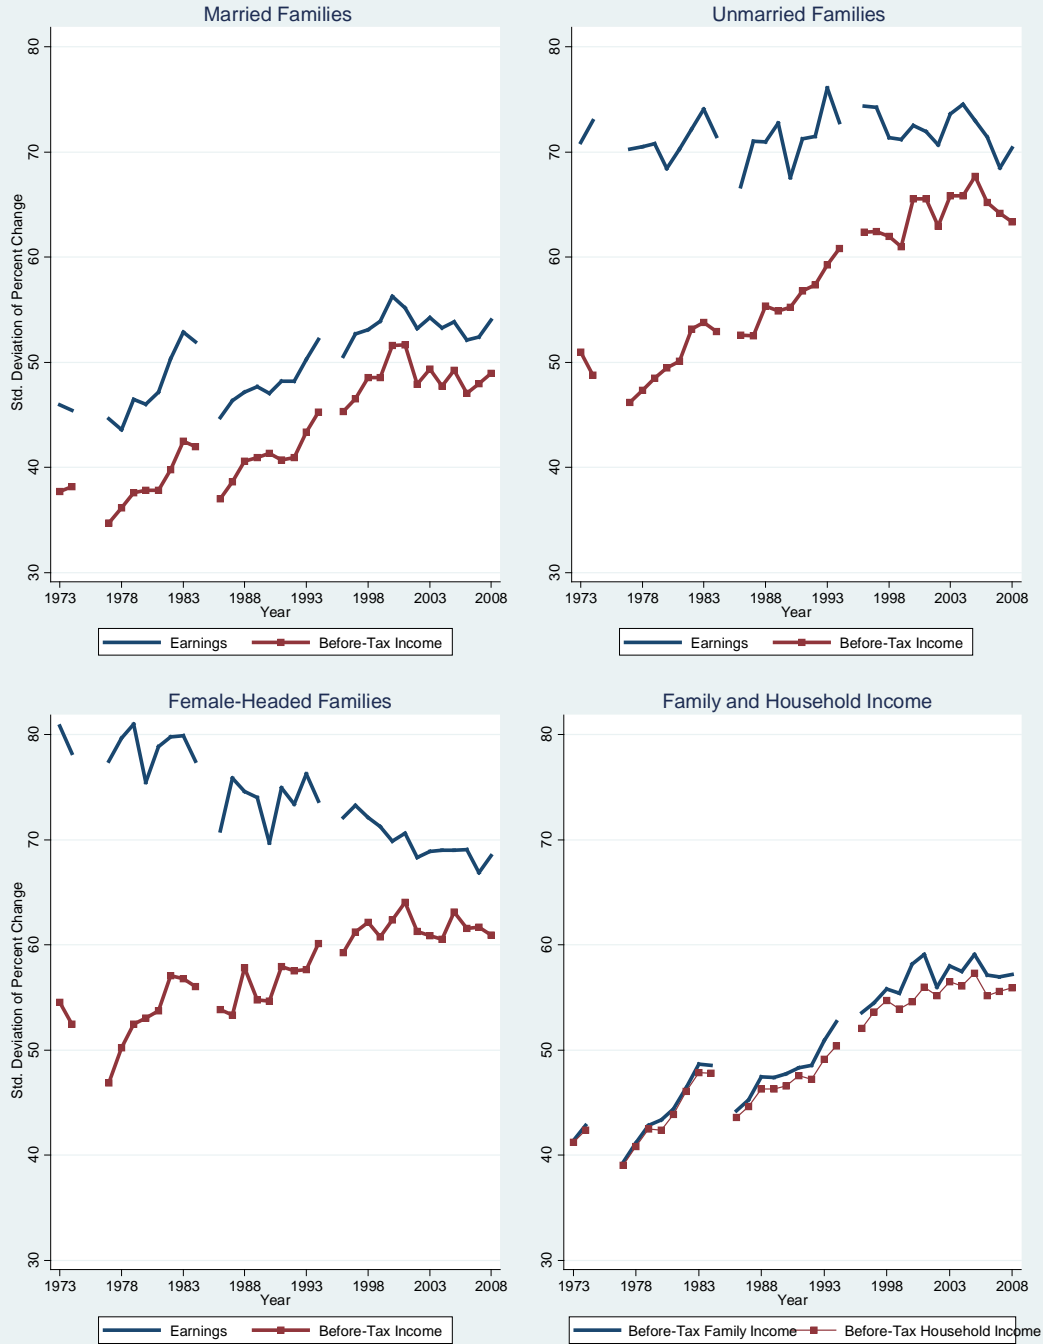 Married Families
Std. Deviation of Percent Change
80
70
60
50
40
30
1973 1978 1983 1988 1993 1998 2003 2008
Year
Earnings Before-Tax Income
Unmarried Families
80
70
60
50
40
30
1973 1978 1983 1988 1993 1998 2003 2008
Year
Earnings Before-Tax Income
Female-Headed Families
Std. Deviation of Percent Change
80
70
60
50
40
30
1973 1978 1983 1988 1993 1998 2003 2008
Year
Earnings Before-Tax Income
Family and Household Income
80
70
60
50
40
30
1973 1978 1983 1988 1993 1998 2003 2008
Year
Before-Tax Family Income Before-Tax Household Income